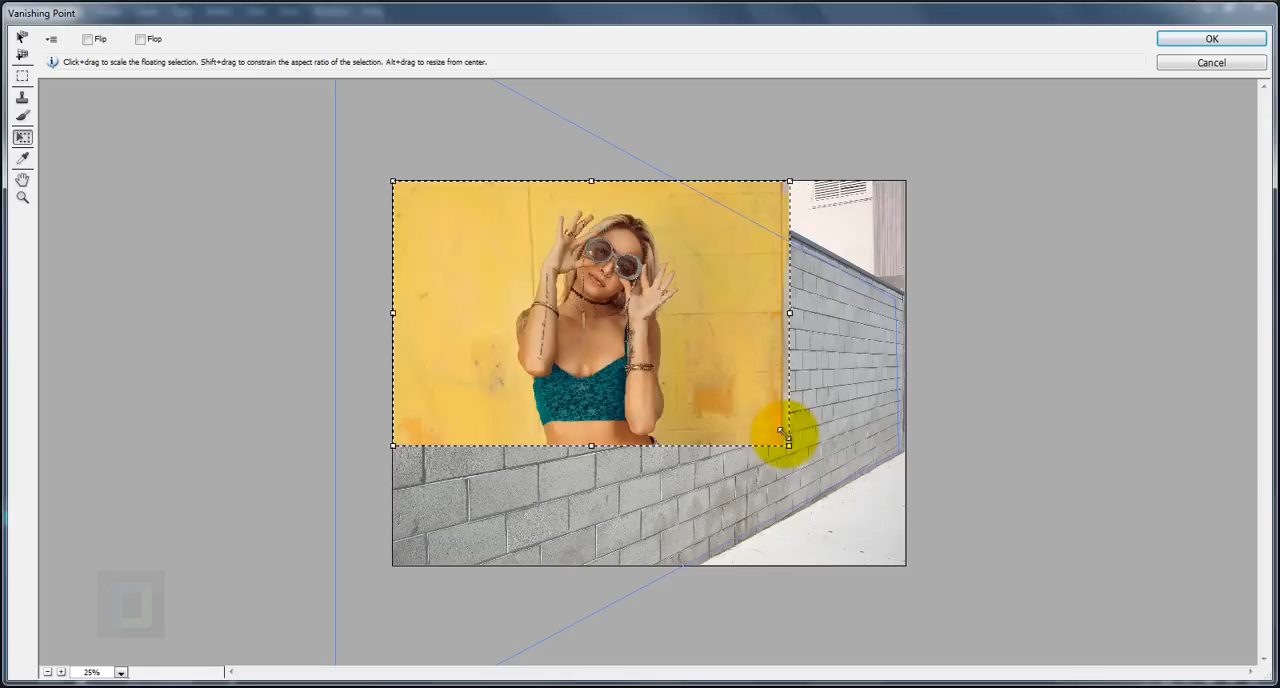 Vanishing Point
Flip
Flop
OK
Click+drag to scale the floating selection. Shift+drag to constrain the aspect ratio of the selection. Alt+drag to resize from center.
Cancel
25%